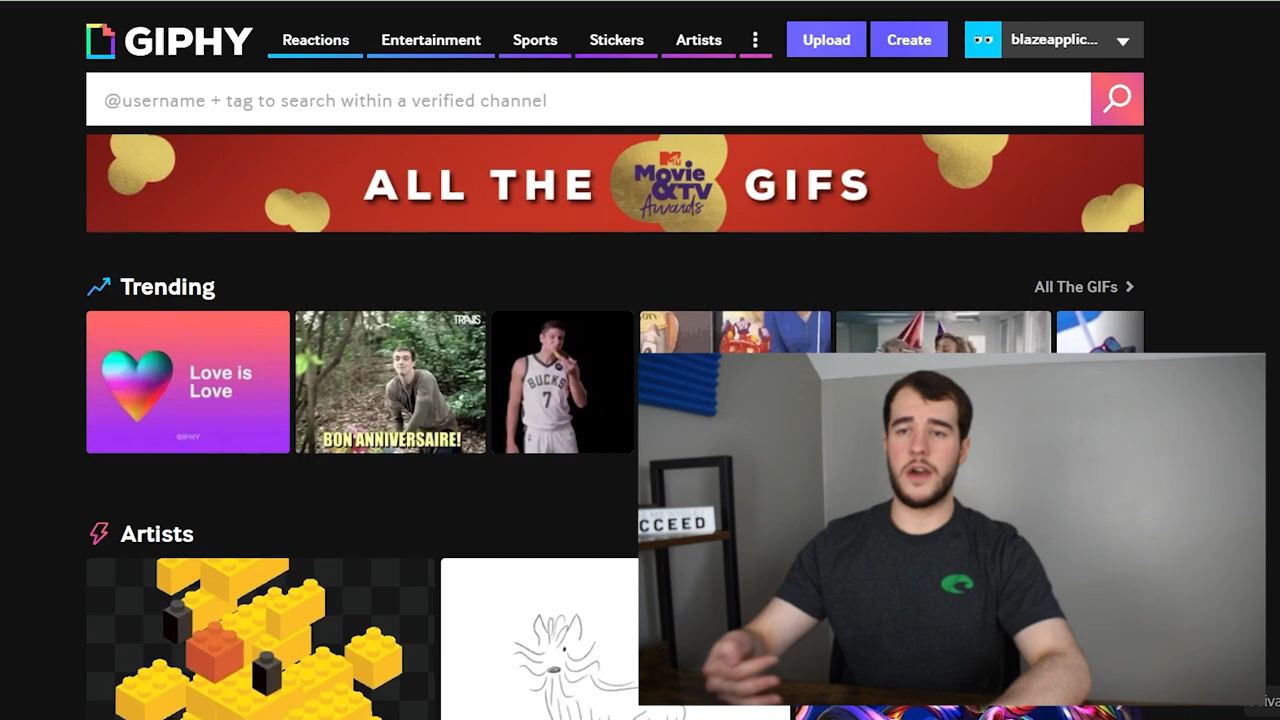 GIPHY
Reactions
Entertainment
Sports
Stickers
Artists
Upload
Create
blazeapplic...
@username + tag to search within a verified channel
ALL THE
MTV
Movie
&TV
Awards
GIFS
Trending
All The GIFs
Love is
Love
GIPHY
TRAVIS
BON ANNIVERSAIRE!
BUCKS
7
CCEED
Artists